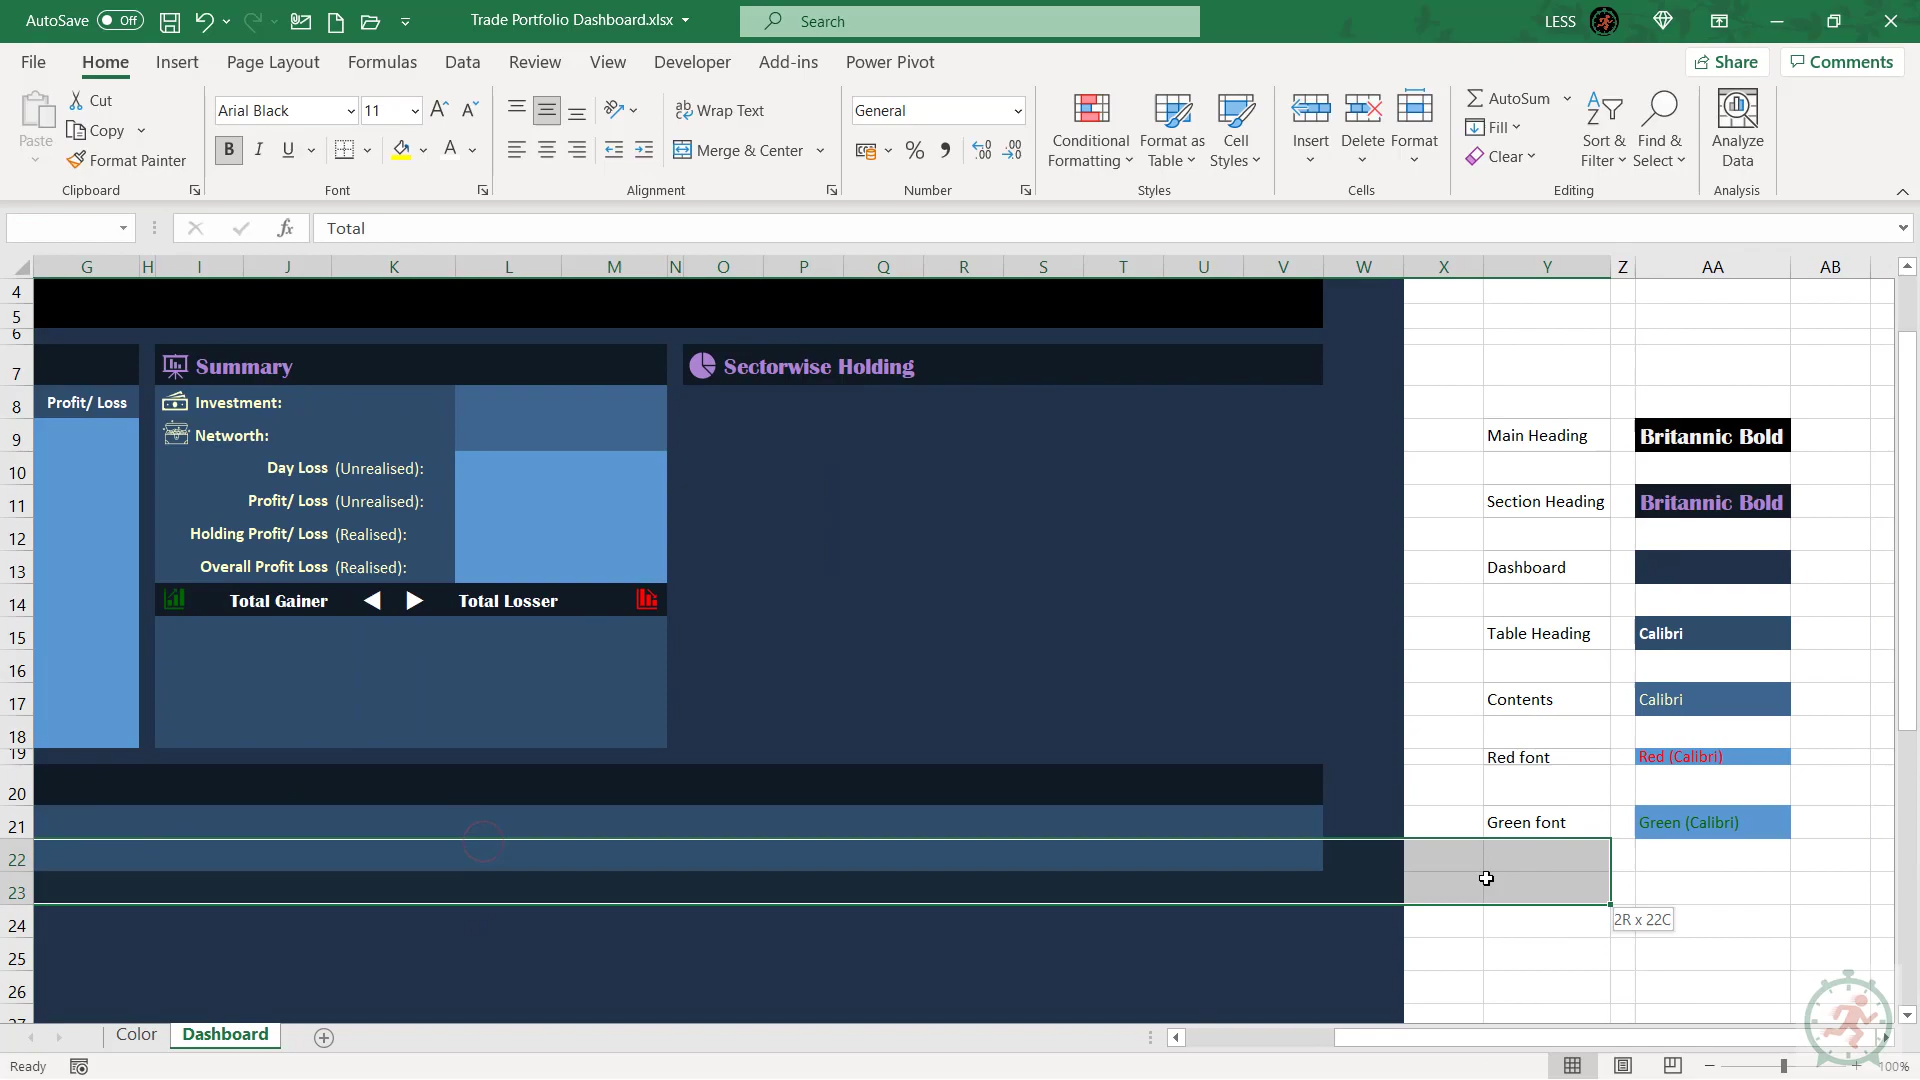 AutoSave Off
Trade Portfolio Dashboard.xlsx
Search
LESS
File Home Insert Page Layout Formulas Data Review View Developer Add-ins Power Pivot
Share Comments
Paste
Cut
Copy
Format Painter
Clipboard
Arial Black 11
B I U A
Font
Wrap Text
Merge & Center
Alignment
General
Number
Conditional Formatting
Format as Table
Cell Styles
Styles
Insert
Delete
Format
Cells
AutoSum
Fill
Clear
Sort & Filter
Find & Select
Editing
Analyze Data
Analysis
fx Total
G H I J K L M N O P Q R S T U V W X Y Z AA AB
4
5
6
7 Summary Sectorwise Holding
8 Profit/ Loss Investment:
9 Networth: Main Heading Britannic Bold
10 Day Loss (Unrealised):
11 Profit/ Loss (Unrealised): Section Heading Britannic Bold
12 Holding Profit/ Loss (Realised):
13 Overall Profit Loss (Realised): Dashboard
14 Total Gainer Total Losser
15 Table Heading Calibri
16
17 Contents Calibri
18
19 Red font Red (Calibri)
20
21 Green font Green (Calibri)
22
23
24 2R x 22C
25
26
27
Color Dashboard
Ready
100%